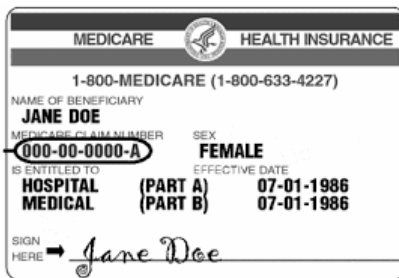 MEDICARE HEALTH INSURANCE
1-800-MEDICARE (1-800-633-4227)
NAME OF BENEFICIARY
JANE DOE
MEDICARE CLAIM NUMBER SEX
000-00-0000-A FEMALE
IS ENTITLED TO EFFECTIVE DATE
HOSPITAL (PART A) 07-01-1986
MEDICAL (PART B) 07-01-1986
SIGN
HERE Jane Doe